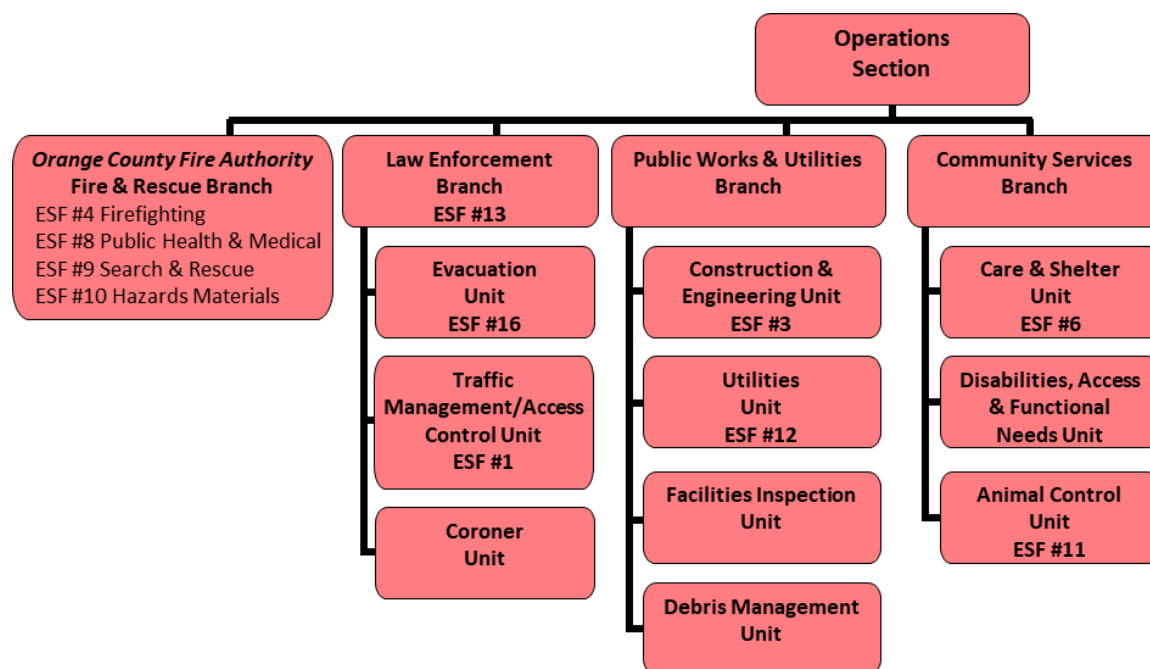 Operations
Section
Orange County Fire Authority
Fire & Rescue Branch
ESF #4 Firefighting
ESF #8 Public Health & Medical
ESF #9 Search & Rescue
ESF #10 Hazards Materials
Law Enforcement
Branch
ESF #13
Evacuation
Unit
ESF #16
Traffic
Management/Access
Control Unit
ESF #1
Coroner
Unit
Public Works & Utilities
Branch
Construction &
Engineering Unit
ESF #3
Utilities
Unit
ESF #12
Facilities Inspection
Unit
Debris Management
Unit
Community Services
Branch
Care & Shelter
Unit
ESF #6
Disabilities, Access
& Functional
Needs Unit
Animal Control
Unit
ESF #11